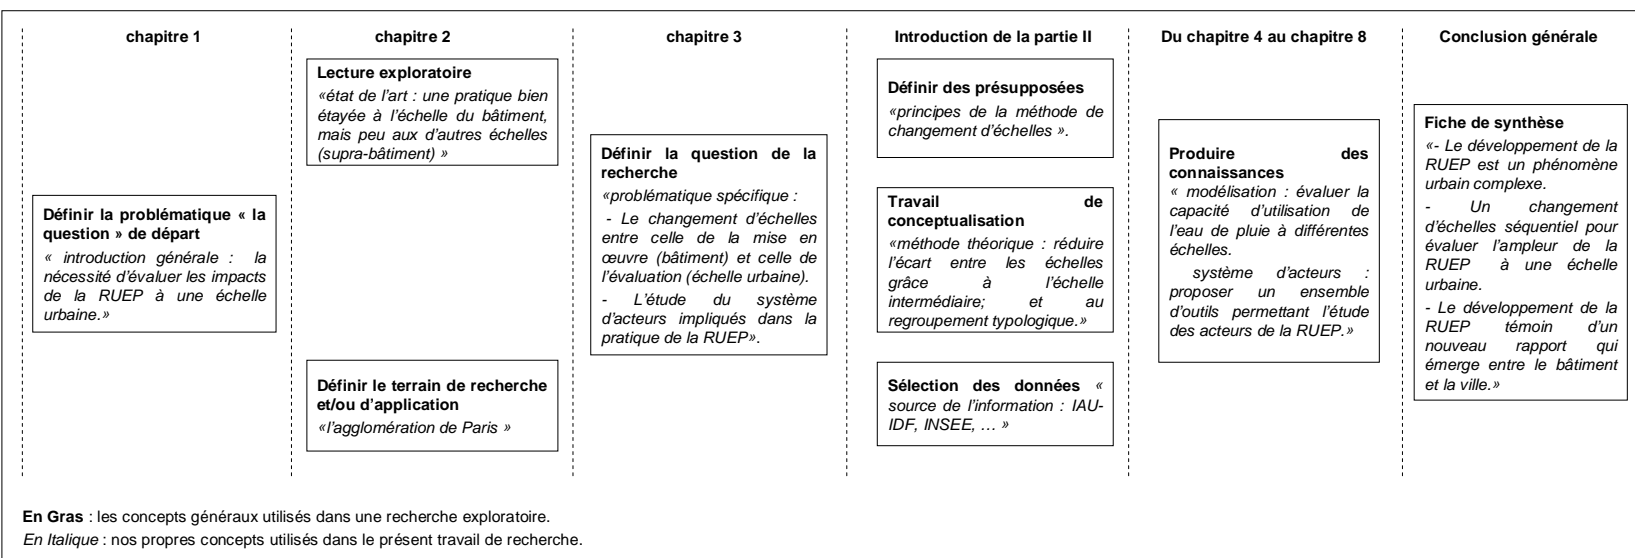 chapitre 1
Définir la problématique « la
question » de départ
« introduction générale : la
nécessité d'évaluer les impacts
de la RUEP à une échelle
urbaine.»
chapitre 2
Lecture exploratoire
«état de l'art : une pratique bien
étayée à l'échelle du bâtiment,
mais peu aux d'autres échelles
(supra-bâtiment) »
Définir le terrain de recherche
et/ou d'application
«l'agglomération de Paris »
chapitre 3
Définir la question de la
recherche
«problématique spécifique :
- Le changement d'échelles
entre celle de la mise en
œuvre (bâtiment) et celle de
l'évaluation (échelle urbaine).
- L'étude du système
d'acteurs impliqués dans la
pratique de la RUEP».
Introduction de la partie II
Définir des présupposées
«principes de la méthode de
changement d'échelles ».
Travail de
conceptualisation
«méthode théorique : réduire
l'écart entre les échelles
grâce à l'échelle
intermédiaire; et au
regroupement typologique.»
Sélection des données «
source de l'information : IAU-
IDF, INSEE, … »
Du chapitre 4 au chapitre 8
Produire des
connaissances
« modélisation : évaluer la
capacité d'utilisation de
l'eau de pluie à différentes
échelles.
système d'acteurs :
proposer un ensemble
d'outils permettant l'étude
des acteurs de la RUEP.»
Conclusion générale
Fiche de synthèse
«- Le développement de la
RUEP est un phénomène
urbain complexe.
- Un changement
d'échelles séquentiel pour
évaluer l'ampleur de la
RUEP à une échelle
urbaine.
- Le développement de la
RUEP témoin d'un
nouveau rapport qui
émerge entre le bâtiment
et la ville.»
En Gras : les concepts généraux utilisés dans une recherche exploratoire.
En Italique : nos propres concepts utilisés dans le présent travail de recherche.